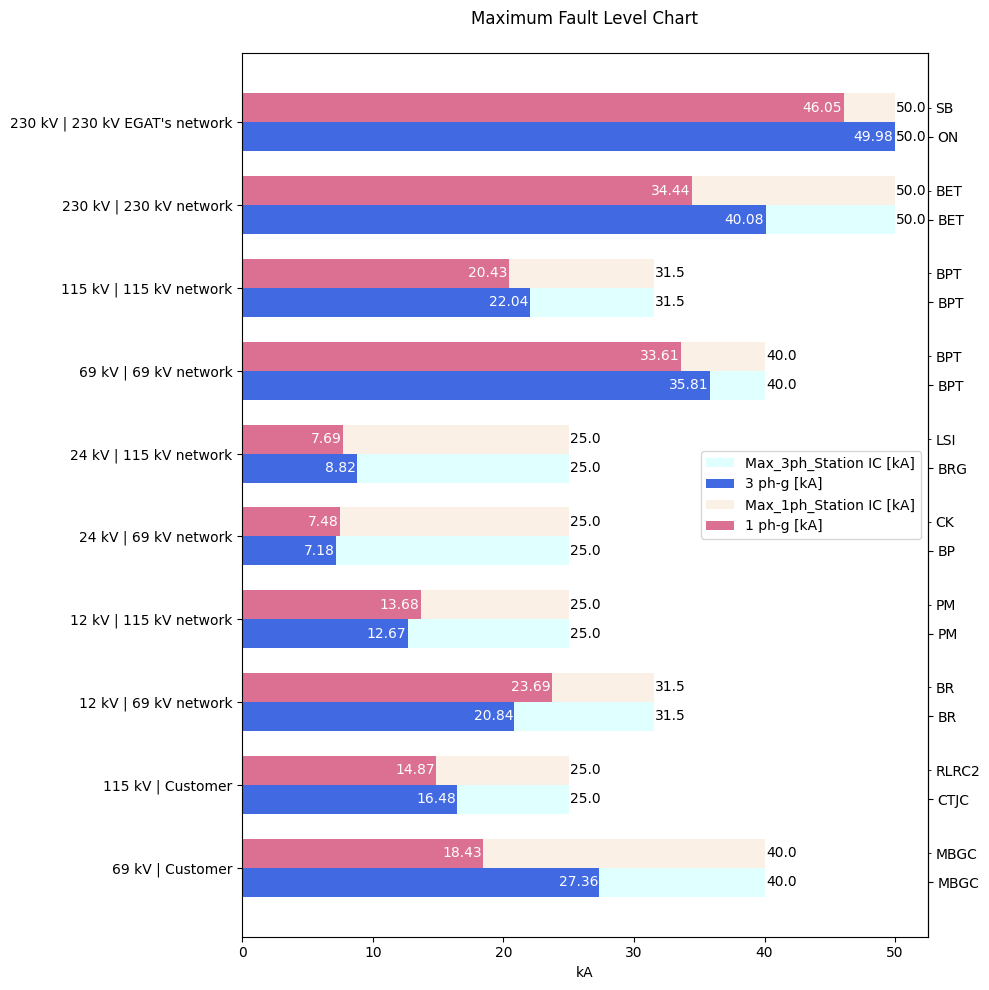 Maximum Fault Level Chart
230 kV | 230 kV EGAT's network
46.05
50.0
SB
49.98
50.0
ON
230 kV | 230 kV network
34.44
50.0
BET
40.08
50.0
BET
115 kV | 115 kV network
20.43
31.5
BPT
22.04
31.5
BPT
69 kV | 69 kV network
33.61
40.0
BPT
35.81
40.0
BPT
24 kV | 115 kV network
7.69
25.0
LSI
8.82
25.0
BRG
Max_3ph_Station IC [kA]
3 ph-g [kA]
Max_1ph_Station IC [kA]
1 ph-g [kA]
24 kV | 69 kV network
7.48
25.0
CK
7.18
25.0
BP
12 kV | 115 kV network
13.68
25.0
PM
12.67
25.0
PM
12 kV | 69 kV network
23.69
31.5
BR
20.84
31.5
BR
115 kV | Customer
14.87
25.0
RLRC2
16.48
25.0
CTJC
69 kV | Customer
18.43
40.0
MBGC
27.36
40.0
MBGC
0 10 20 30 40 50
kA